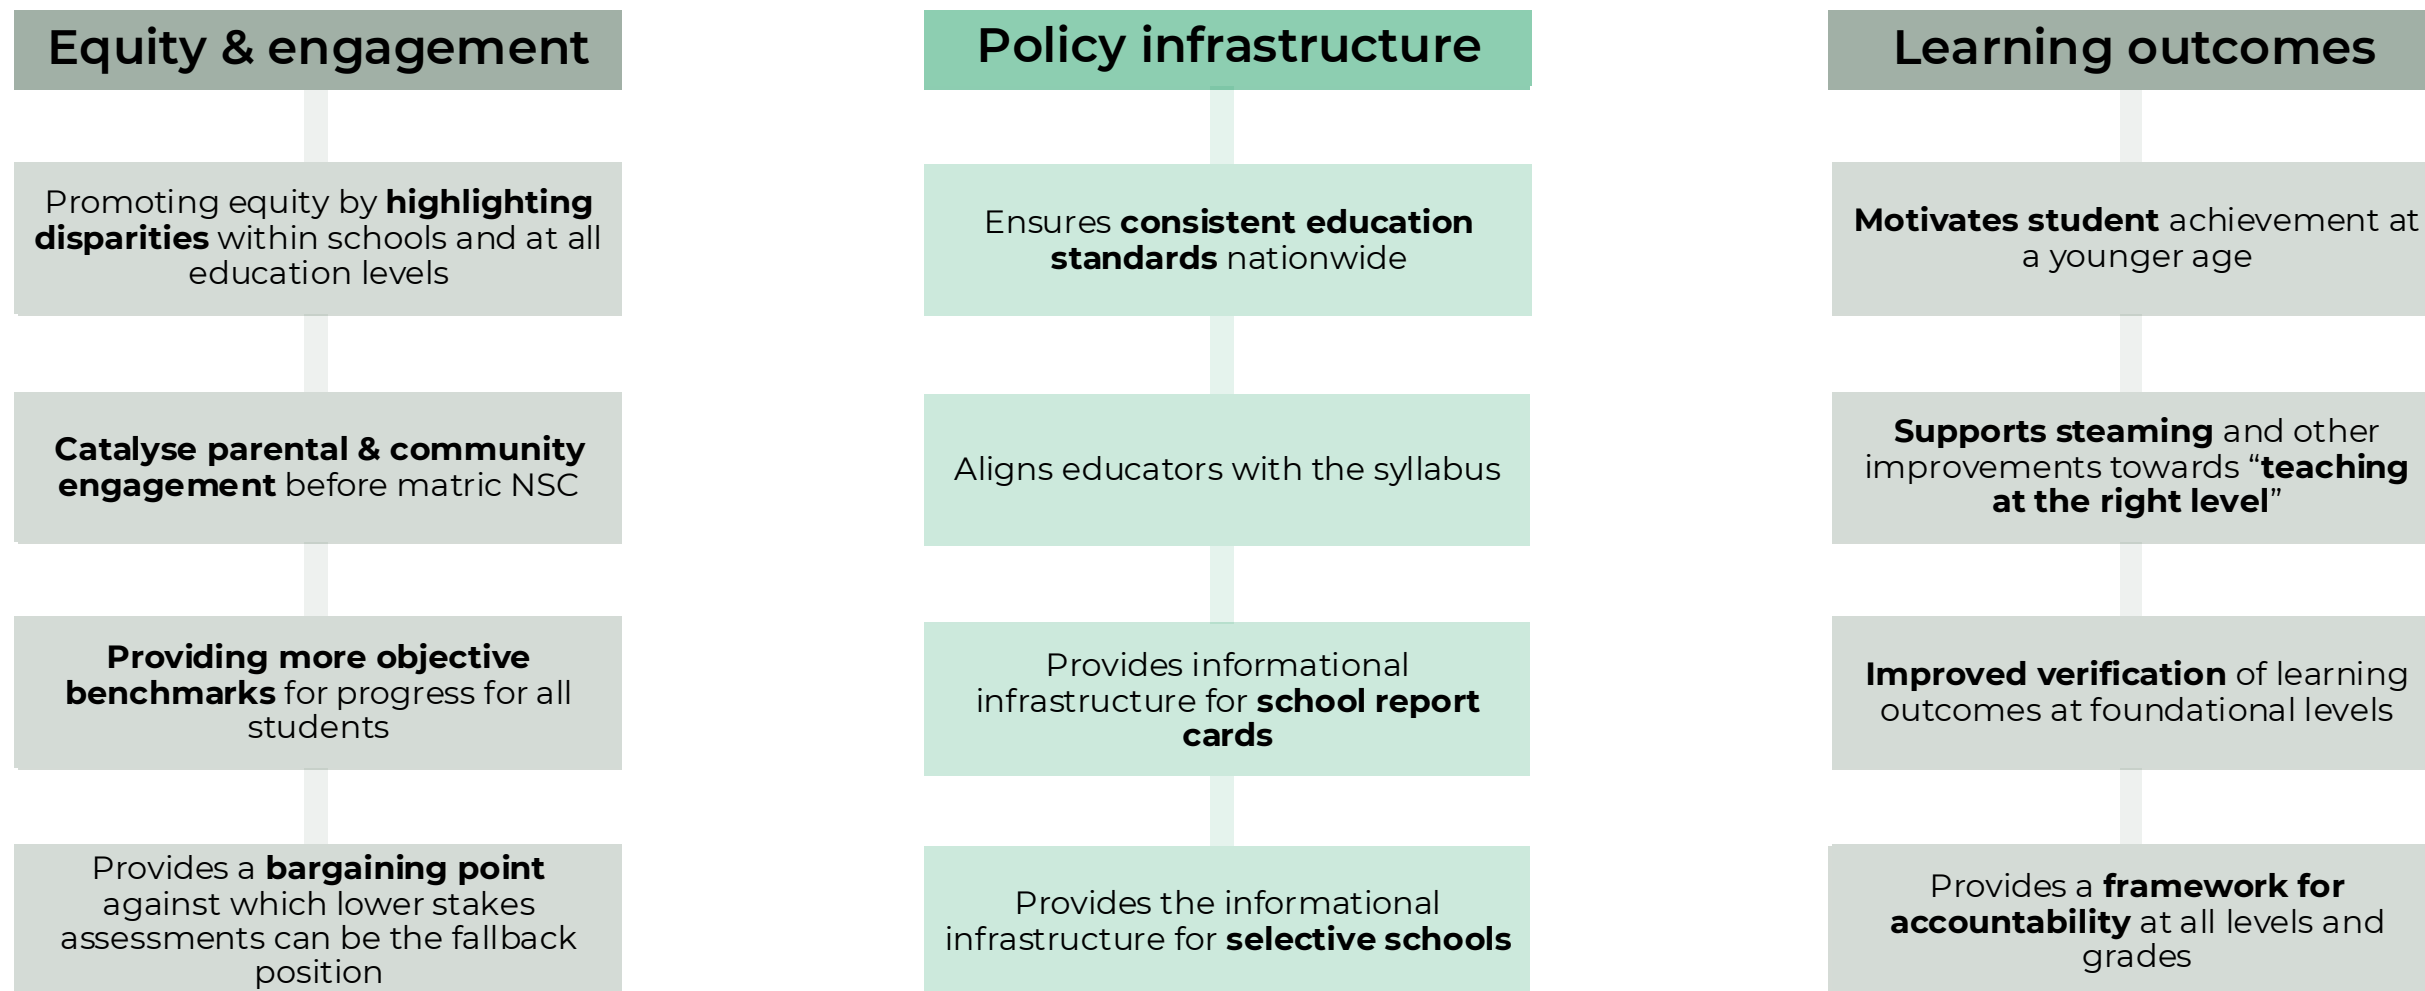 Equity & engagement
Promoting equity by highlighting
disparities within schools and at all
education levels
Catalyse parental & community
engagement before matric NSC
Providing more objective
benchmarks for progress for all
students
Provides a bargaining point
against which lower stakes
assessments can be the fallback
position
Policy infrastructure
Ensures consistent education
standards nationwide
Aligns educators with the syllabus
Provides informational
infrastructure for school report
cards
Provides the informational
infrastructure for selective schools
Learning outcomes
Motivates student achievement at
a younger age
Supports steaming and other
improvements towards “teaching
at the right level”
Improved verification of learning
outcomes at foundational levels
Provides a framework for
accountability at all levels and
grades